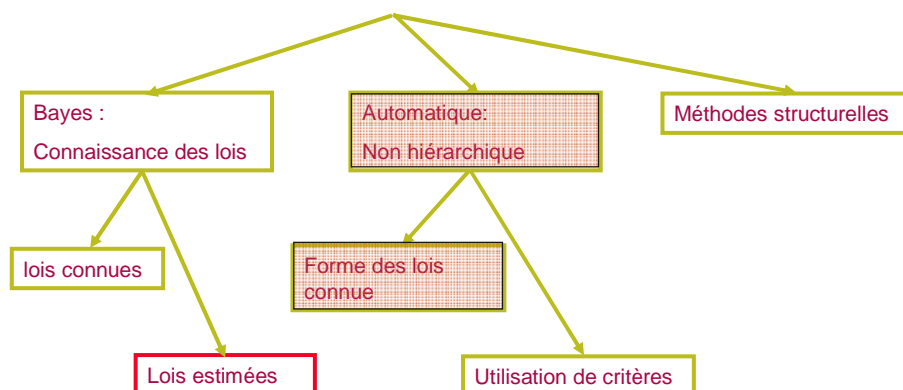 Bayes :
Connaissance des lois
Automatique:
Non hiérarchique
Méthodes structurelles
lois connues
Forme des lois
connue
Lois estimées
Utilisation de critères